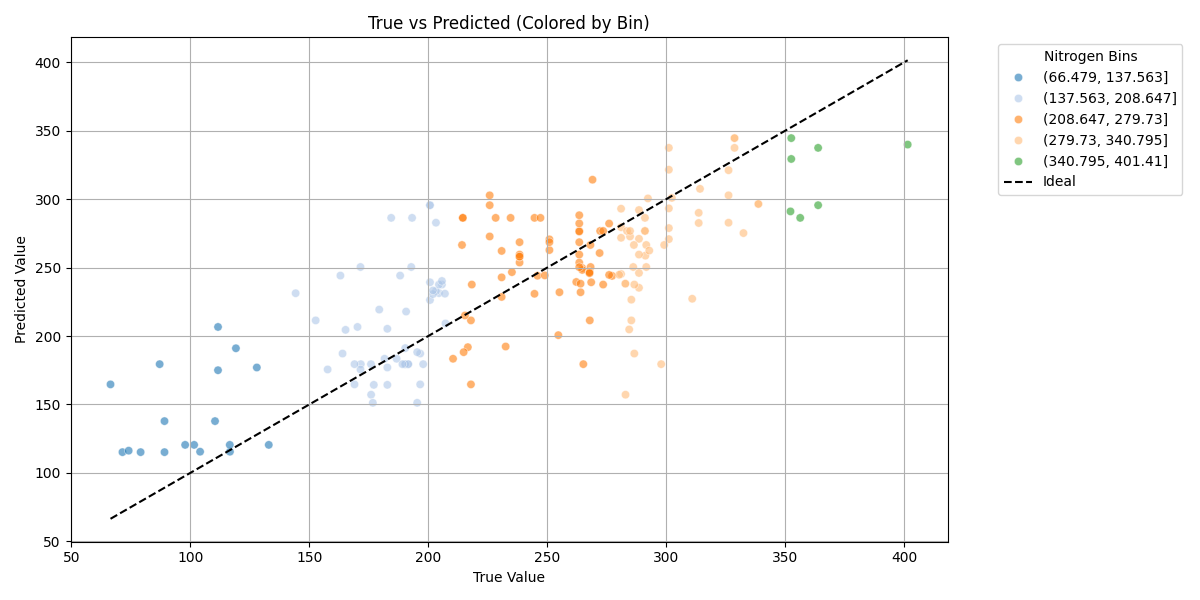 True vs Predicted (Colored by Bin)
Predicted Value
400
350
300
250
200
150
100
50
50 100 150 200 250 300 350 400
True Value
Nitrogen Bins
(66.479, 137.563]
(137.563, 208.647]
(208.647, 279.73]
(279.73, 340.795]
(340.795, 401.41]
Ideal